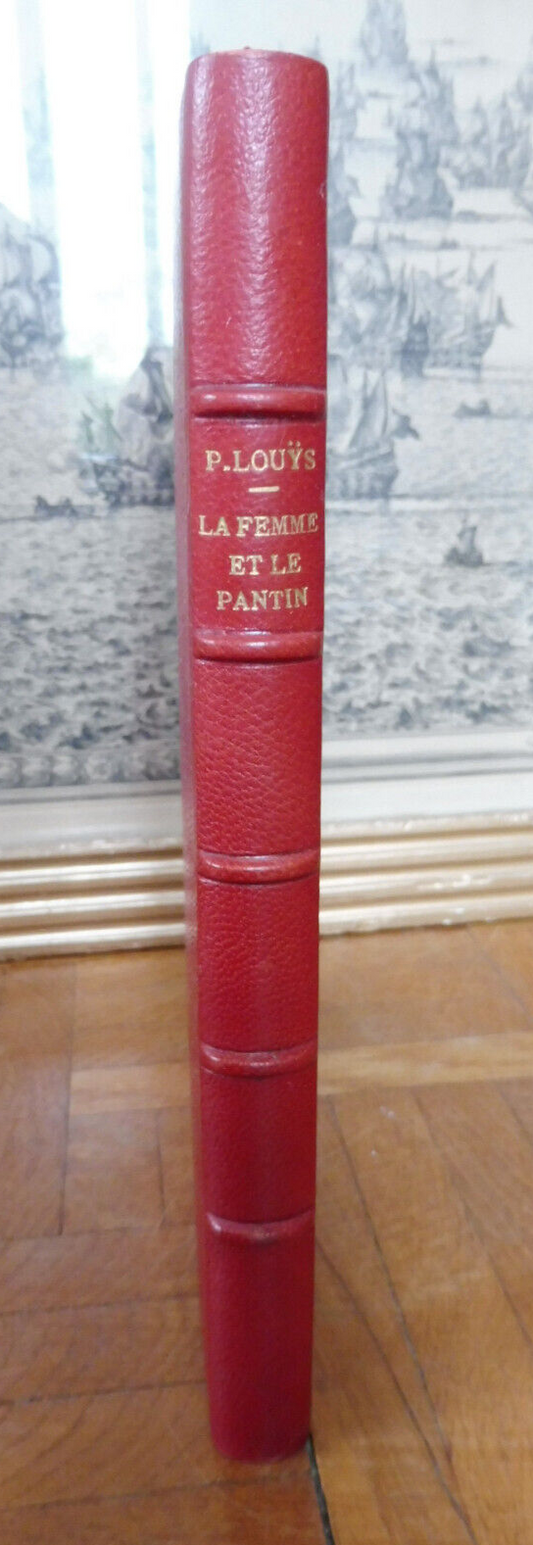 P. LOUŸS
LA FEMME
ET LE
PANTIN